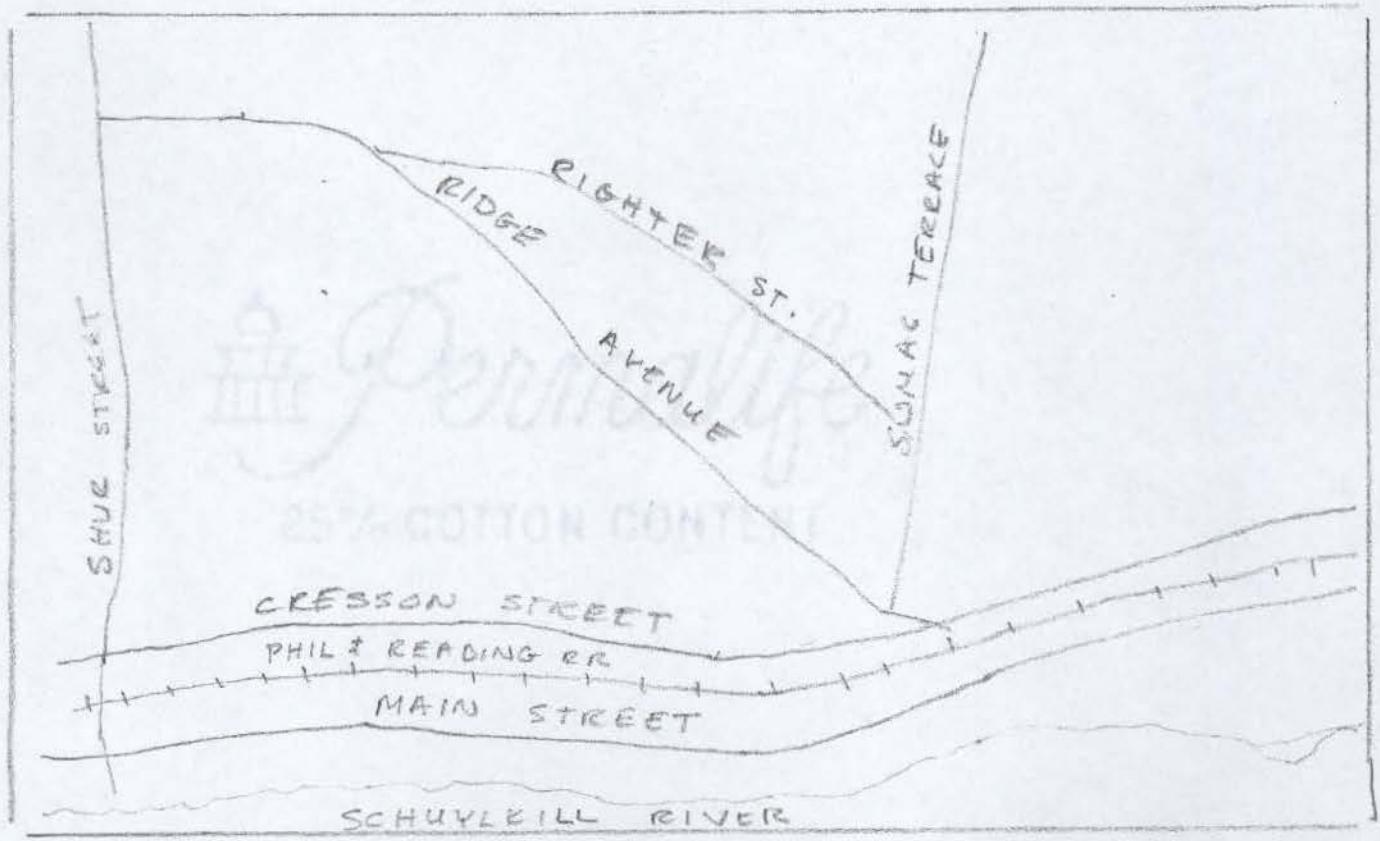 RIGHTER ST.
RIDGE AVENUE
SUMAC TERRACE
SHUR STREET
Permalife
25% COTTON CONTENT
CRESSON STREET
PHIL & READING RR
MAIN STREET
SCHUYLKILL RIVER